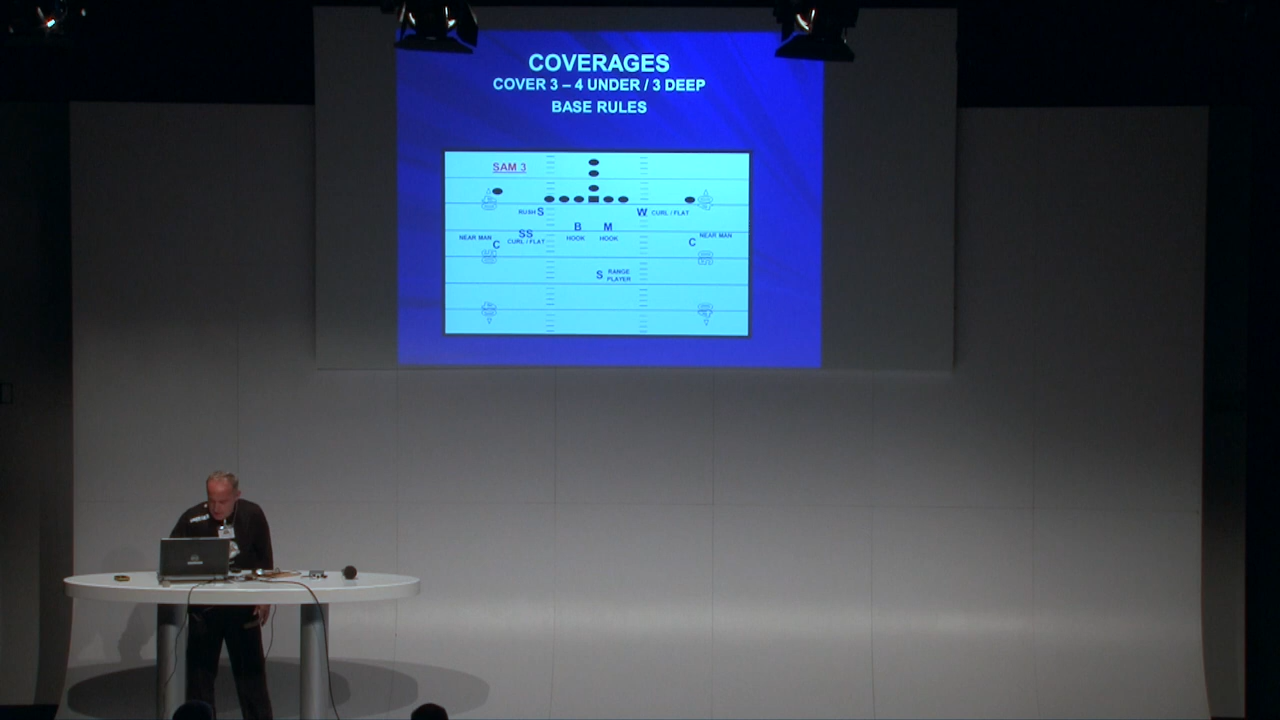 COVERAGES
COVER 3 – 4 UNDER / 3 DEEP
BASE RULES
SAM 3
RUSH S
W CURL / FLAT
SS
CURL / FLAT
B
HOOK
M
HOOK
NEAR MAN
C
NEAR MAN
C
S RANGE
PLAYER